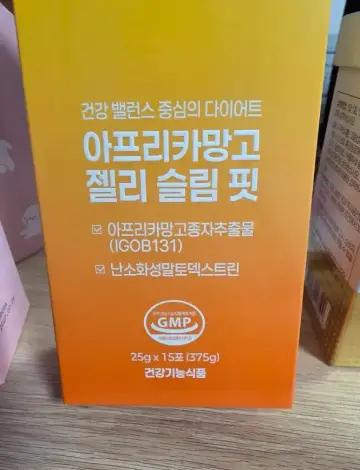 건강 밸런스 중심의 다이어트
아프리카망고
젤리 슬림 핏
아프리카망고종자추출물
(IGOB131)
난소화성말토덱스트린
GMP
25g x 15포 (375g)
건강기능식품